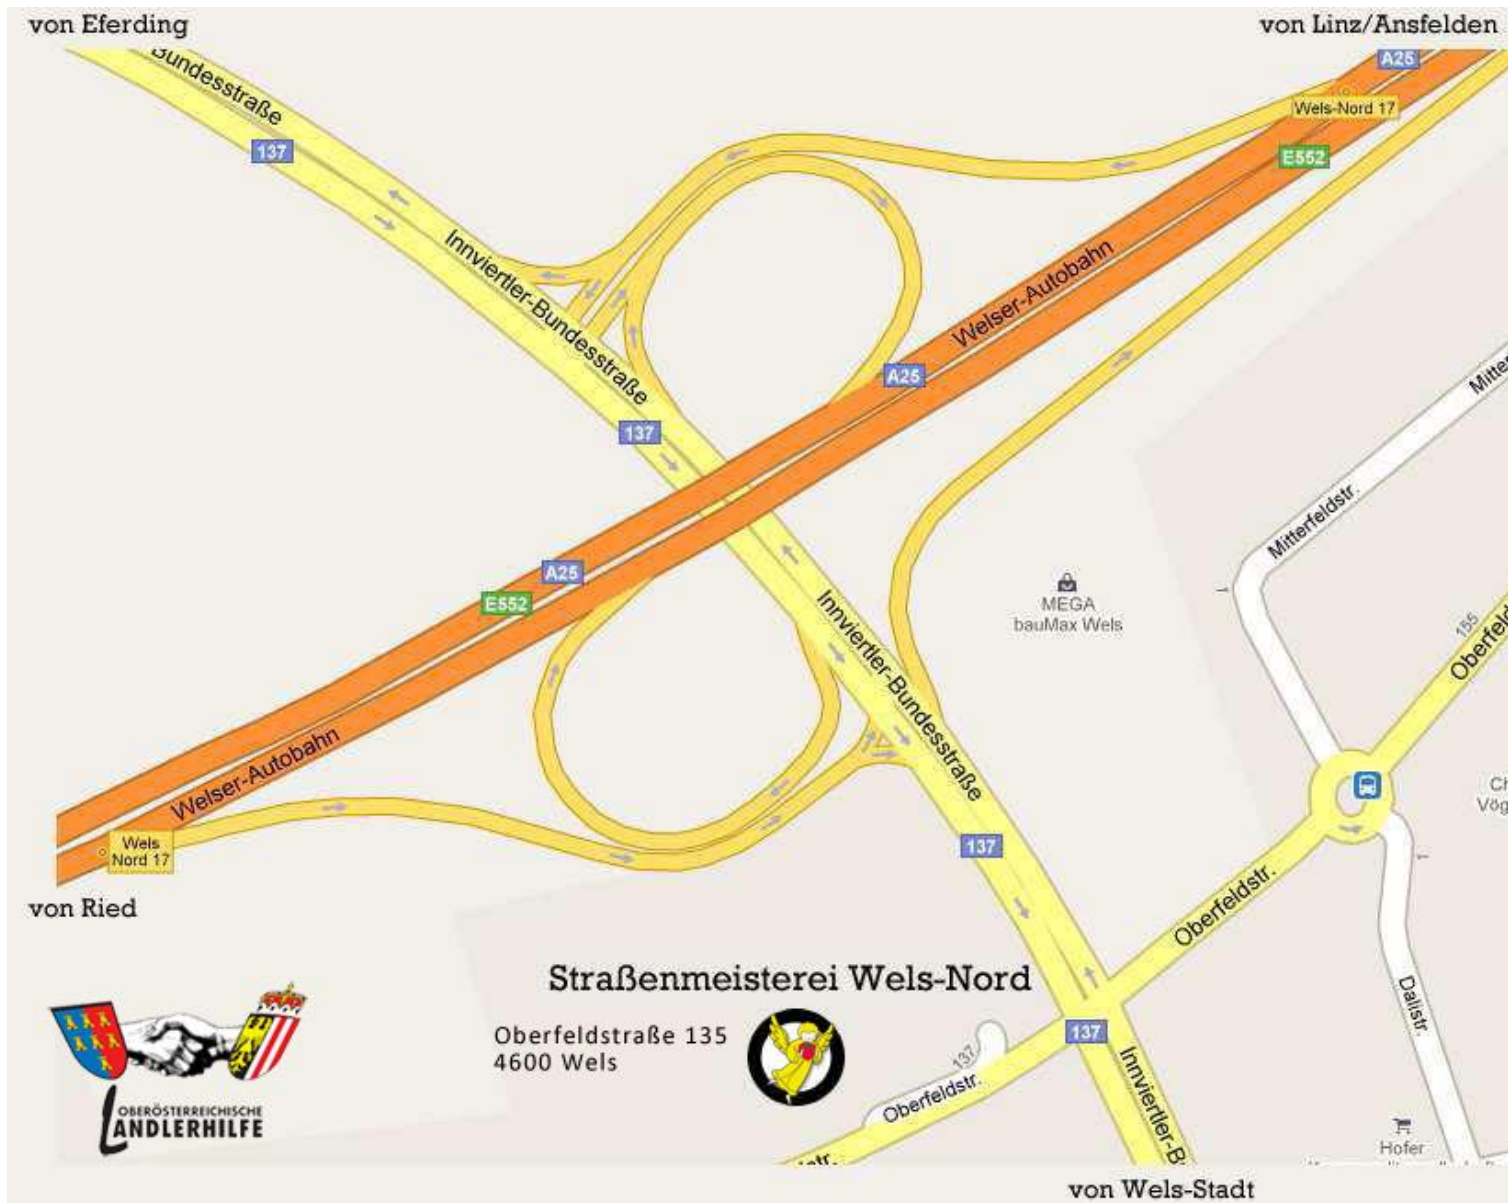 von Eferding
von Linz/Ansfelden
Bundesstraße
A25
Wels-Nord 17
137
E552
Innviertler-Bundesstraße
Welser-Autobahn
A25
137
Mitterfeldstr.
A25
E552
MEGA
bauMax Wels
Innviertler-Bundesstraße
1
155
Welser-Autobahn
Wels
Nord 17
137
Oberfeldstr.
1
von Ried
Straßenmeisterei Wels-Nord
Oberfeldstraße 135
4600 Wels
137
137
Oberfeldstr.
Dalistr.
OBERÖSTERREICHISCHE
LANDLERHILFE
Hofer
von Wels-Stadt